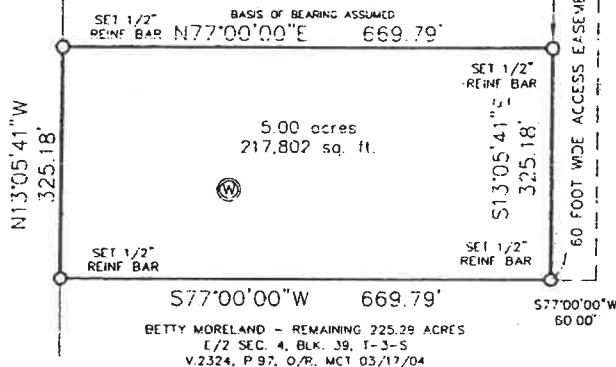 BASIS OF BEARING ASSUMED
SET 1/2"
REINF BAR
N77°00'00"E 669.79'
SET 1/2"
REINF BAR
N13°05'41"W
325.18'
5.00 acres
217,802 sq. ft.
W
S13°05'41"
325.18'
60 FOOT WIDE ACCESS
SET 1/2"
REINF BAR
SET 1/2"
REINF BAR
S77°00'00"W 669.79'
S77°00'00"W
60.00'
BETTY MORELAND - REMAINING 225.29 ACRES
E/2 SEC. 4, BLK. 39, T-3-S
V.2324, P 97, O/R, MCT 03/17/04